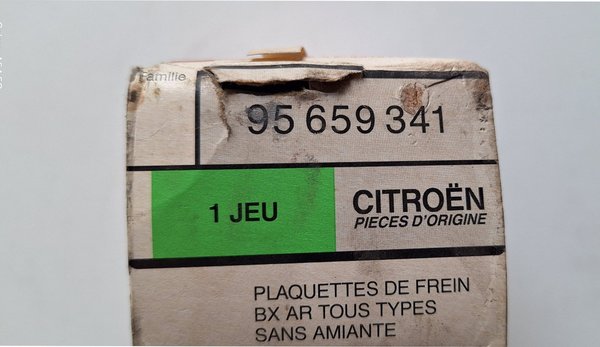 Famille
95 659 341
1 JEU
CITROËN
PIECES D'ORIGINE
PLAQUETTES DE FREIN
BX AR TOUS TYPES
SANS AMIANTE